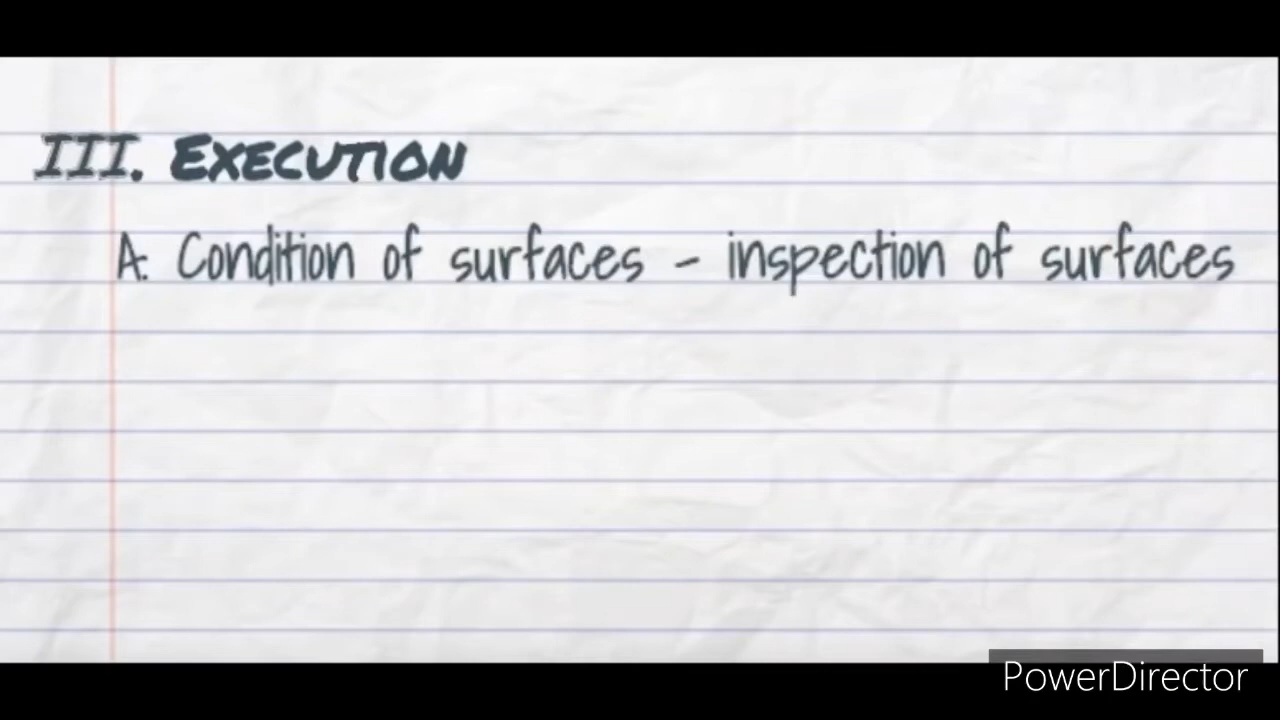 III. EXECUTION
A. Condition of surfaces - inspection of surfaces
PowerDirector